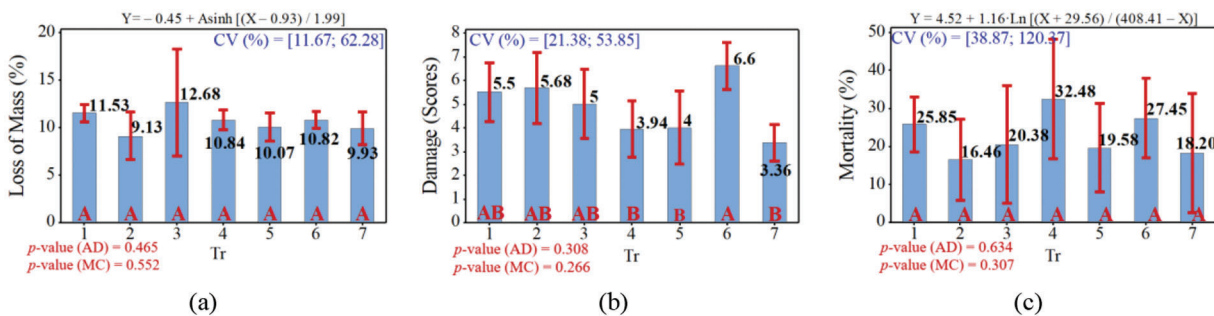 Y= – 0.45 + Asinh [(X – 0.93) / 1.99]
CV (%) = [11.67; 62.28]
Loss of Mass (%)
20
15
10
5
0
11.53
9.13
12.68
10.84
10.07
10.82
9.93
A A A A A A A
1 2 3 4 5 6 7
Tr
p-value (AD) = 0.465
p-value (MC) = 0.552
(a)
CV (%) = [21.38; 53.85]
Damage (Scores)
8
7
6
5
4
3
2
1
0
5.5
5.68
5
3.94
4
6.6
3.36
AB AB AB B B A B
1 2 3 4 5 6 7
Tr
p-value (AD) = 0.308
p-value (MC) = 0.266
(b)
Y = 4.52 + 1.16·Ln [(X + 29.56) / (408.41 – X)]
CV (%) = [38.87; 120.37]
Mortality (%)
50
40
30
20
10
0
25.85
16.46
20.38
32.48
19.58
27.45
18.20
A A A A A A A
1 2 3 4 5 6 7
Tr
p-value (AD) = 0.634
p-value (MC) = 0.307
(c)